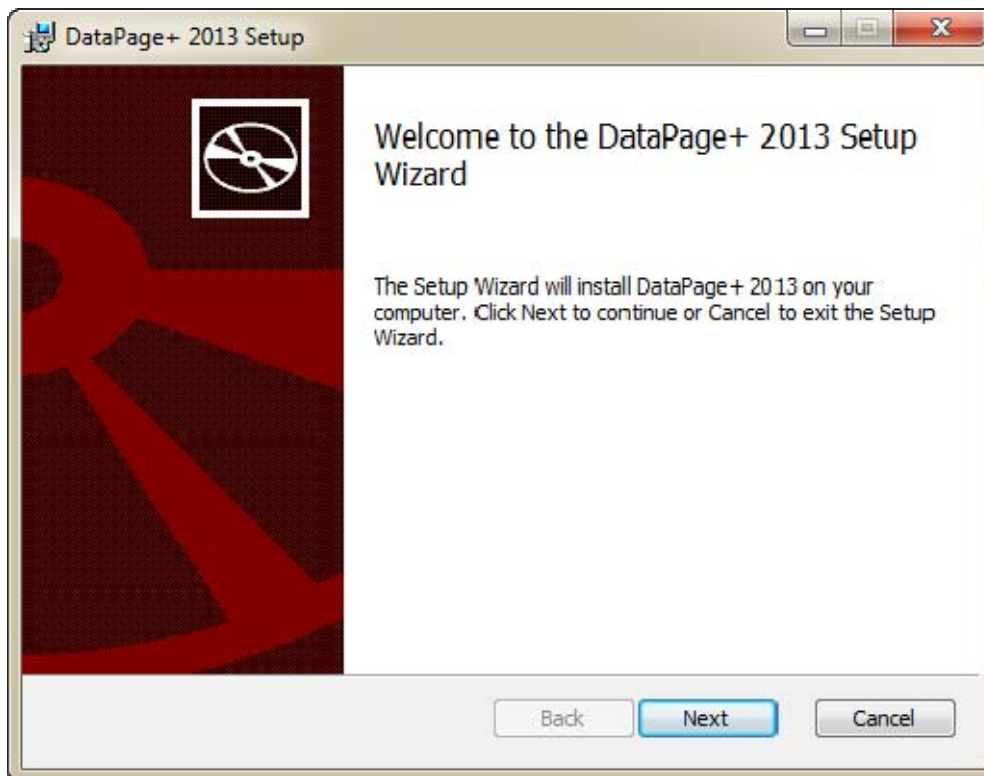 DataPage+ 2013 Setup
Welcome to the DataPage+ 2013 Setup
Wizard
The Setup Wizard will install DataPage+ 2013 on your
computer. Click Next to continue or Cancel to exit the Setup
Wizard.
Back Next Cancel